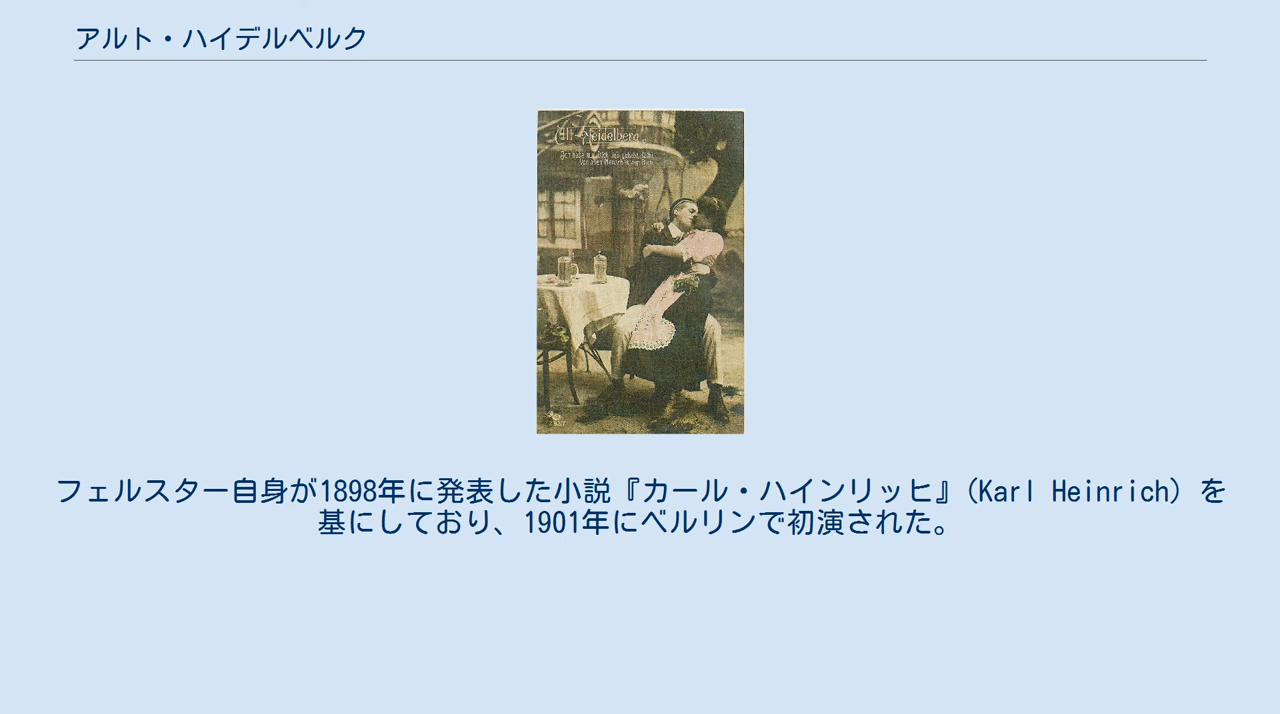 アルト・ハイデルベルク
Alt-Heidelberg
フェルスター自身が1898年に発表した小説『カール・ハインリッヒ』(Karl Heinrich) を
基にしており、1901年にベルリンで初演された。